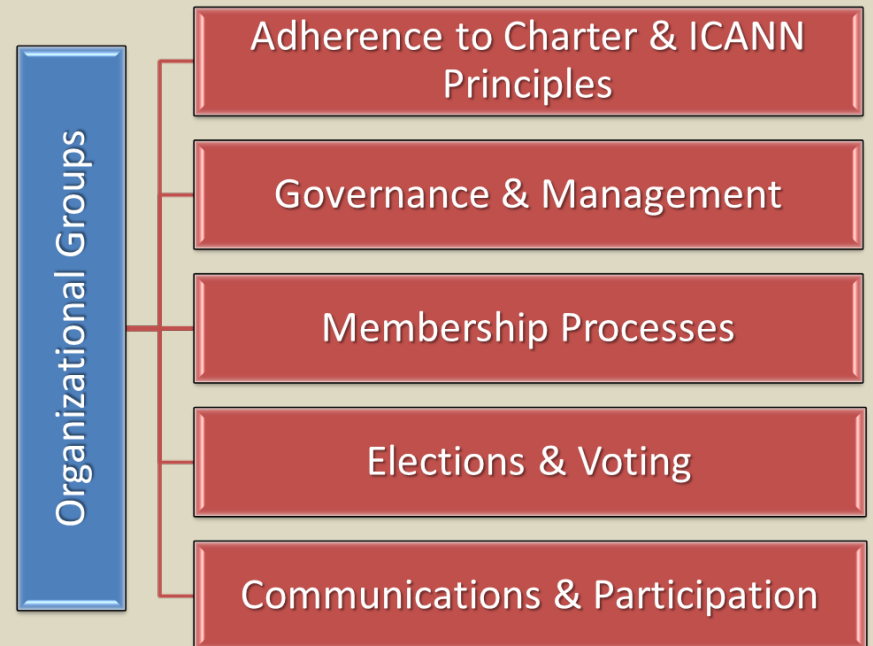 Organizational Groups
Adherence to Charter & ICANN
Principles
Governance & Management
Membership Processes
Elections & Voting
Communications & Participation